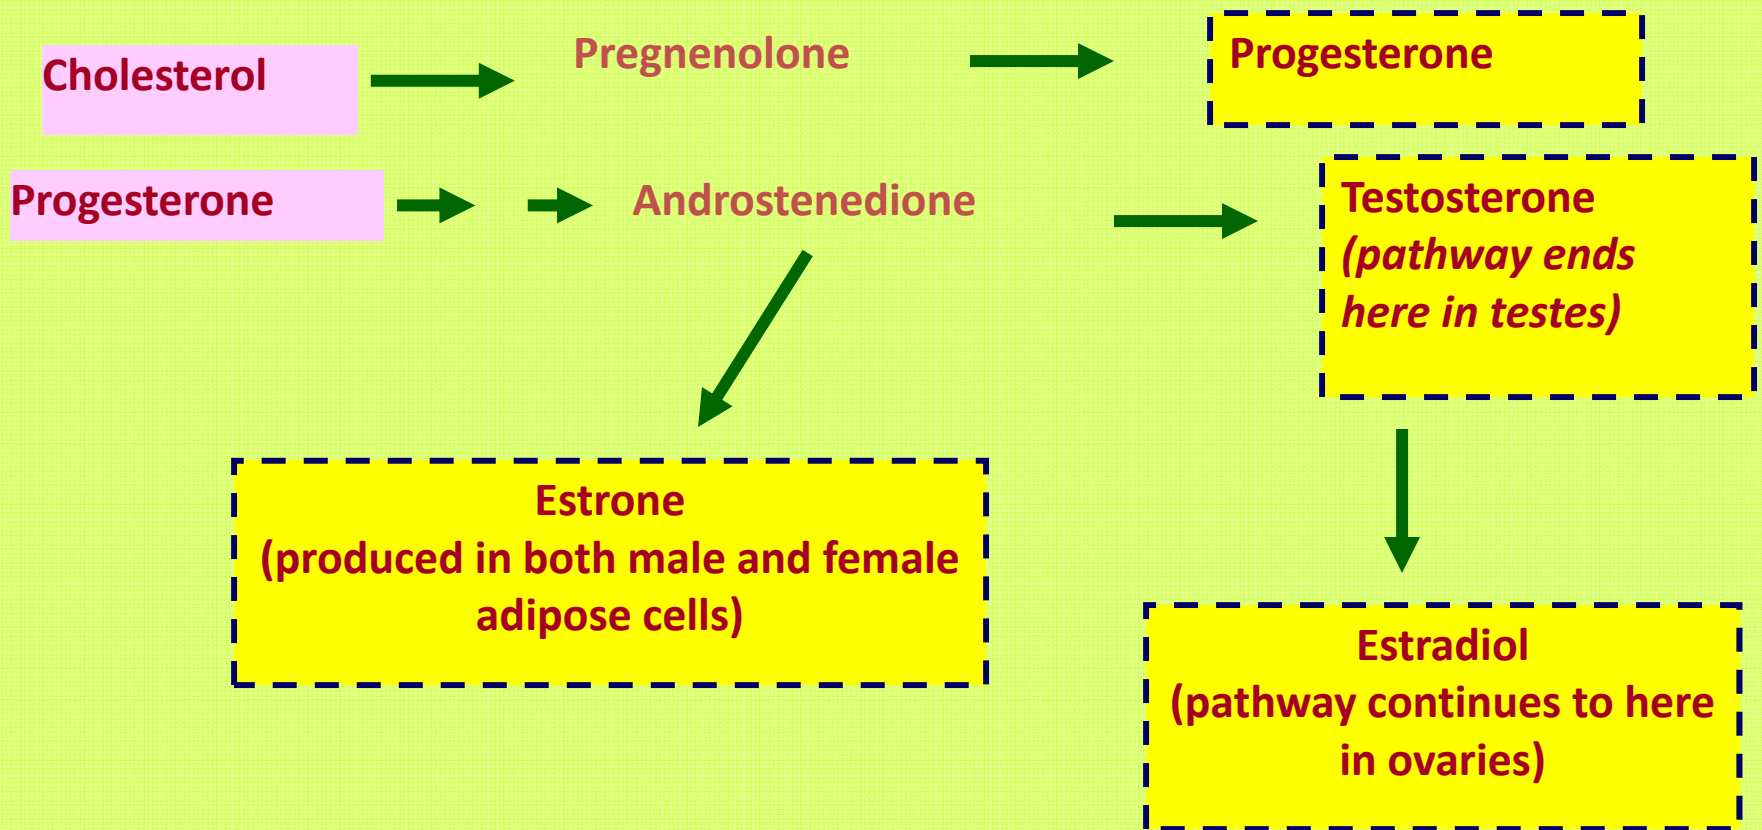 Cholesterol
Pregnenolone
Progesterone
Progesterone
Androstenedione
Testosterone
(pathway ends
here in testes)
Estrone
(produced in both male and female
adipose cells)
Estradiol
(pathway continues to here
in ovaries)